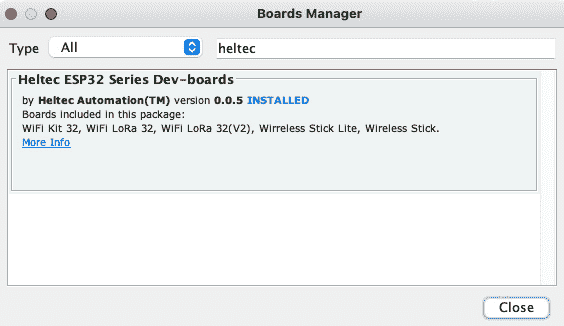 Boards Manager
Type All heltec
Heltec ESP32 Series Dev-boards
by Heltec Automation(TM) version 0.0.5 INSTALLED
Boards included in this package:
WiFi Kit 32, WiFi LoRa 32, WiFi LoRa 32(V2), Wirreless Stick Lite, Wireless Stick.
More Info
Close